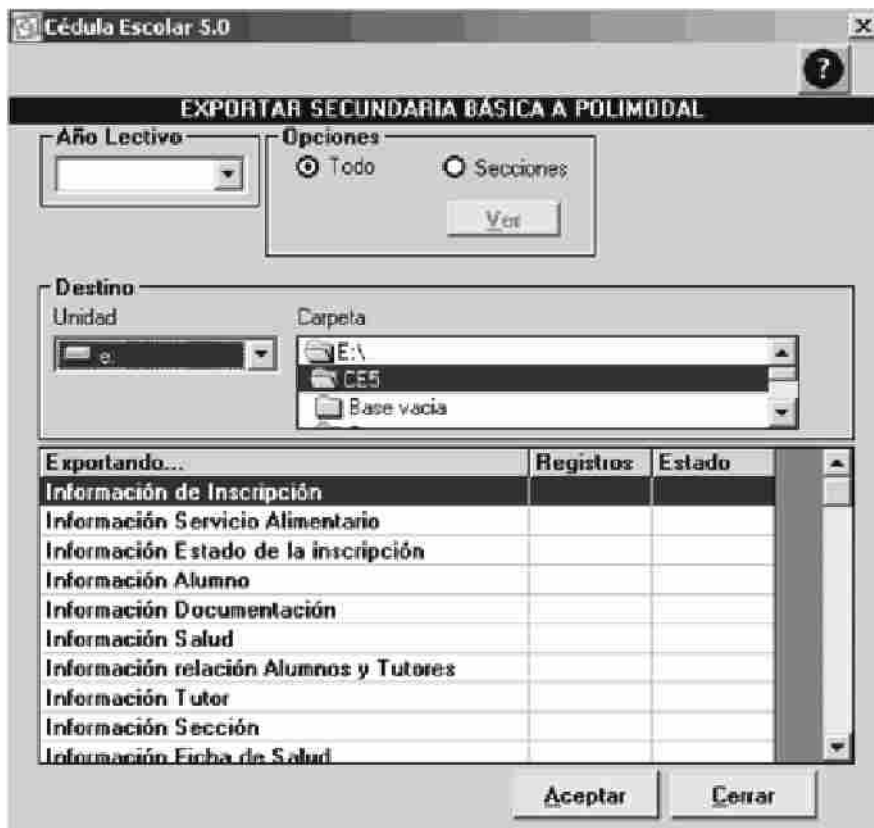 Cédula Escolar 5.0
?
EXPORTAR SECUNDARIA BÁSICA A POLIMODAL
Año Lectivo
Opciones
Todo
Secciones
Ver
Destino
Unidad
Carpeta
e:
E:\
CE5
Base vacia
Exportando... Registros Estado
Información de Inscripción
Información Servicio Alimentario
Información Estado de la inscripción
Información Alumno
Información Documentación
Información Salud
Información relación Alumnos y Tutores
Información Tutor
Información Sección
Información Ficha de Salud
Aceptar
Cerrar